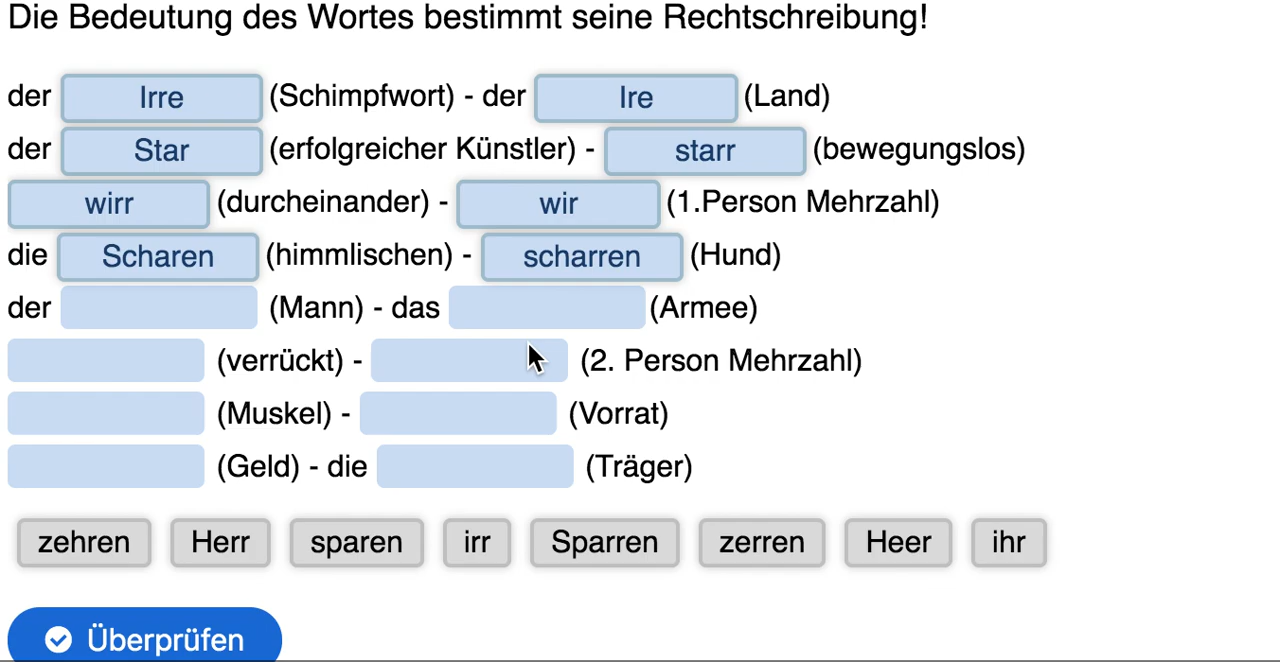 Die Bedeutung des Wortes bestimmt seine Rechtschreibung!
der Irre (Schimpfwort) - der Ire (Land)
der Star (erfolgreicher Künstler) - starr (bewegungslos)
wirr (durcheinander) - wir (1.Person Mehrzahl)
die Scharen (himmlischen) - scharren (Hund)
der (Mann) - das (Armee)
(verrückt) - (2. Person Mehrzahl)
(Muskel) - (Vorrat)
(Geld) - die (Träger)
zehren Herr sparen irr Sparren zerren Heer ihr
Überprüfen